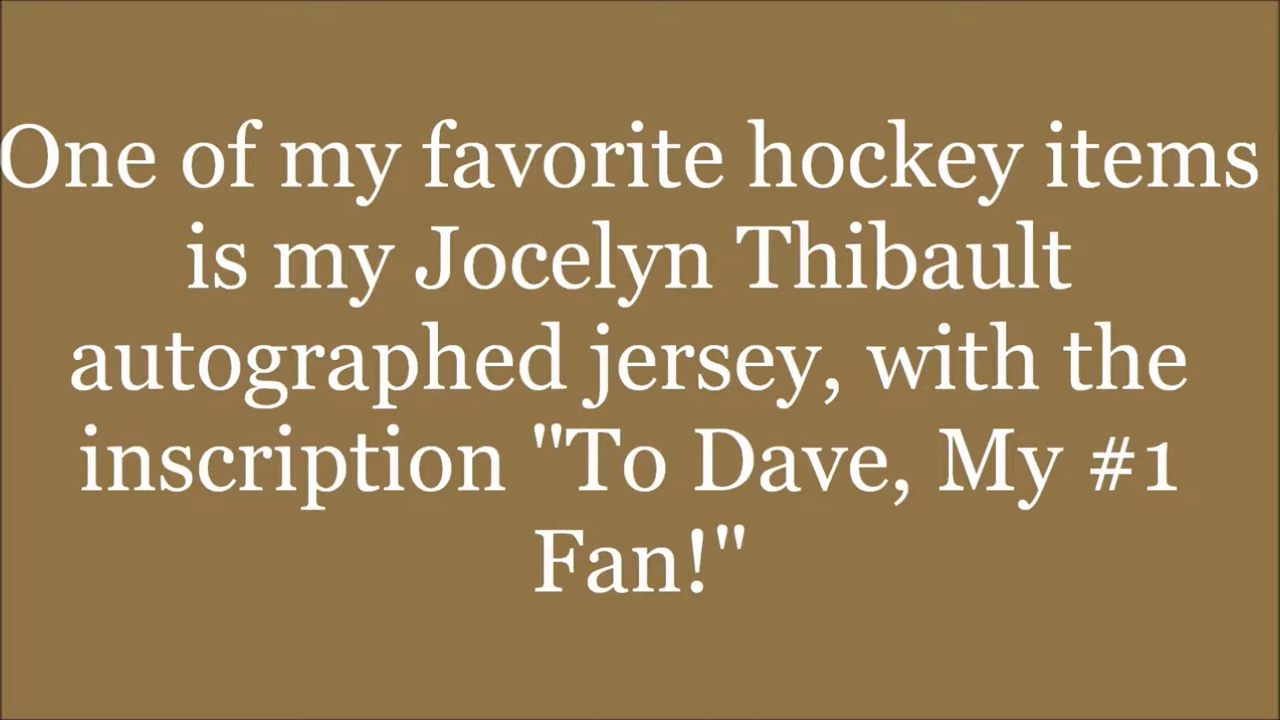 One of my favorite hockey items
is my Jocelyn Thibault
autographed jersey, with the
inscription "To Dave, My #1
Fan!"